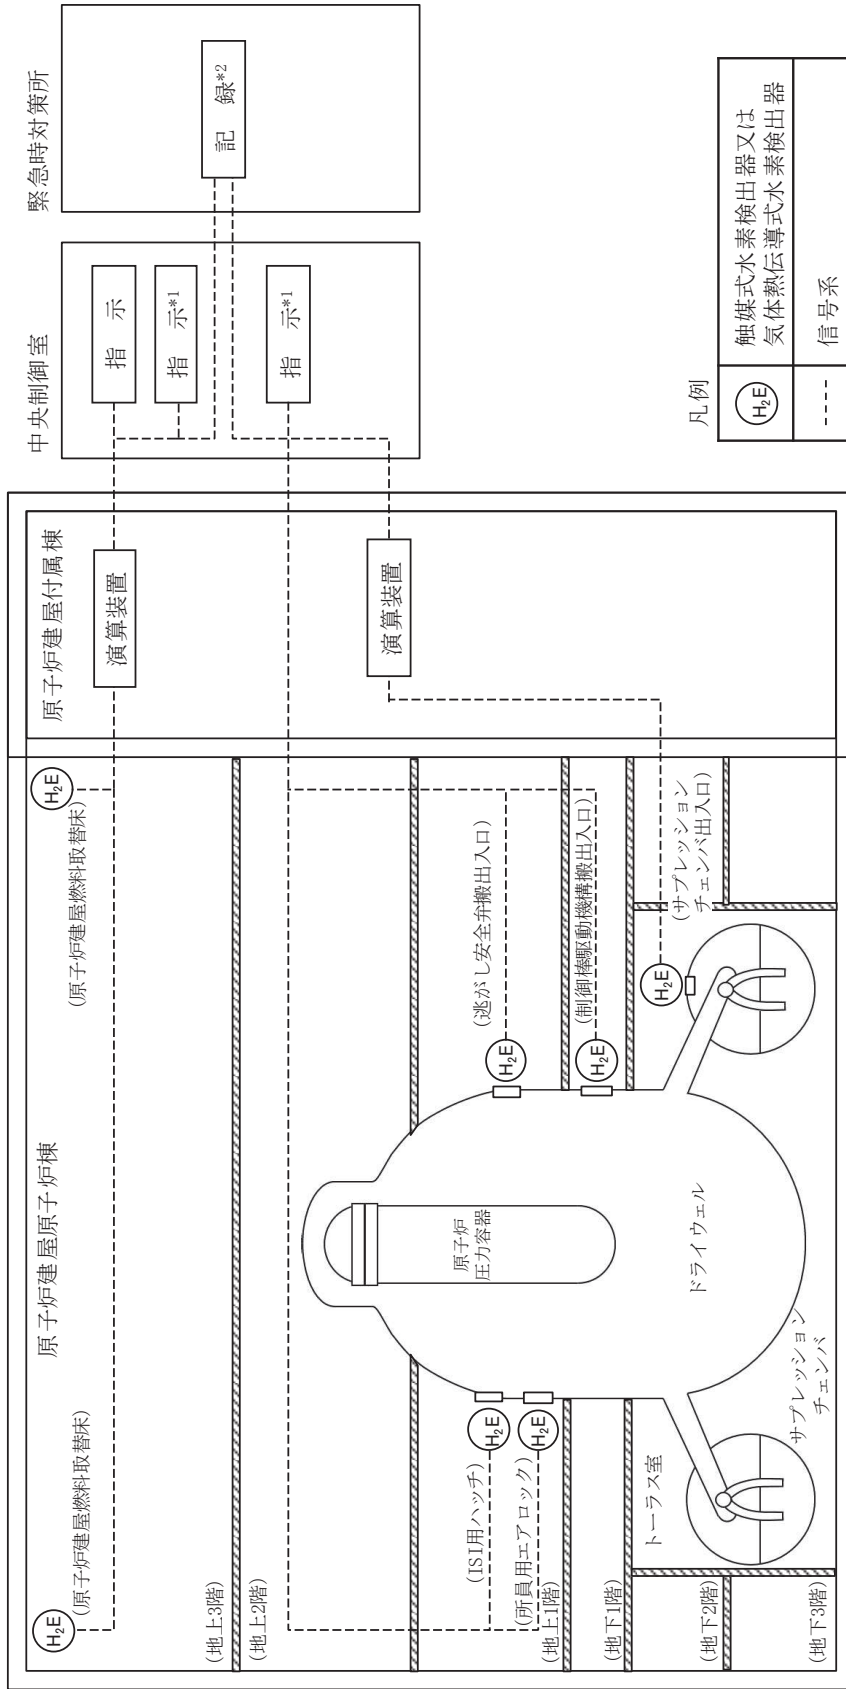 原子炉建屋原子炉棟
H2E
(原子炉建屋燃料取替床)
H2E
(原子炉建屋燃料取替床)
(地上3階)
(地上2階)
(ISI用ハッチ)
H2E
(所員用エアロック)
H2E
(地上1階)
(地下1階)
(地下2階)
(地下3階)
原子炉
圧力容器
ドライウェル
トーラス室
サプレッション
チェンバ
(逃がし安全弁搬出入口)
H2E
(制御棒駆動機構搬出入口)
H2E
(サプレッション
チェンバ出入口)
H2E
原子炉建屋付属棟
演算装置
演算装置
中央制御室
指 示
指 示*1
指 示*1
緊急時対策所
記 録*2
凡例
H2E
触媒式水素検出器又は
気体熱伝導式水素検出器
信号系